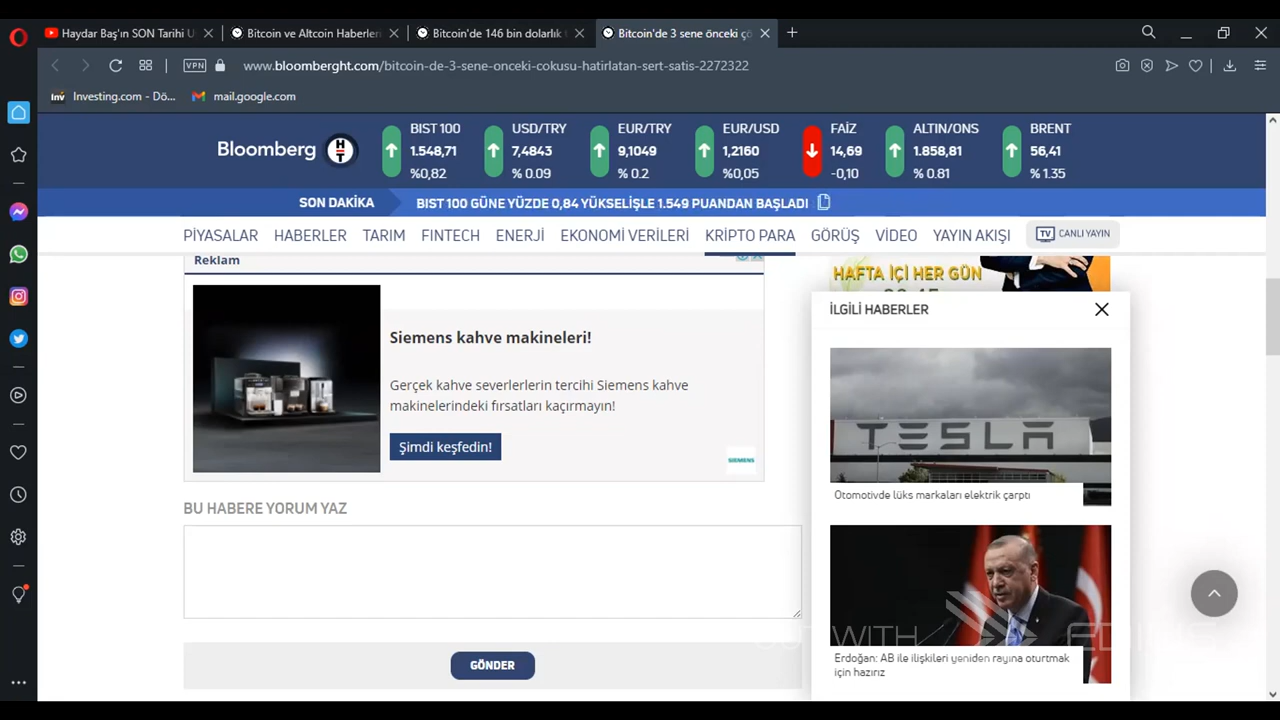 Haydar Baş'ın SON Tarihi U
Bitcoin ve Altcoin Haberleri
Bitcoin'de 146 bin dolarlık
Bitcoin'de 3 sene önceki çö
VPN
www.bloomberght.com/bitcoin-de-3-sene-onceki-cokusu-hatirlatan-sert-satis-2272322
Inv Investing.com - Dö...
mail.google.com
Bloomberg HT
BIST 100
1.548,71
%0,82
USD/TRY
7,4843
% 0.09
EUR/TRY
9,1049
% 0.2
EUR/USD
1,2160
%0,05
FAİZ
14,69
-0,10
ALTIN/ONS
1.858,81
% 0.81
BRENT
56,41
% 1.35
SON DAKİKA
BIST 100 GÜNE YÜZDE 0,84 YÜKSELİŞLE 1.549 PUANDAN BAŞLADI
PİYASALAR HABERLER TARIM FINTECH ENERJİ EKONOMİ VERİLERİ KRİPTO PARA GÖRÜŞ VİDEO YAYIN AKIŞI TV CANLI YAYIN
Reklam
Siemens kahve makineleri!
Gerçek kahve severlerlerin tercihi Siemens kahve
makinelerindeki fırsatları kaçırmayın!
Şimdi keşfedin!
SIEMENS
BU HABERE YORUM YAZ
GÖNDER
HAFTA İÇİ HER GÜN
İLGİLİ HABERLER
TESLA
Otomotivde lüks markaları elektrik çarptı
WITH
Erdoğan: AB ile ilişkileri yeniden rayına oturtmak
için hazırız